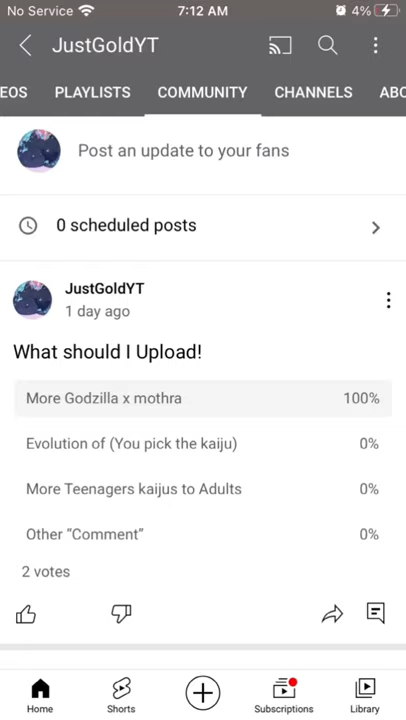 No Service 7:12 AM 4%
JustGoldYT
EOS PLAYLISTS COMMUNITY CHANNELS ABO
Post an update to your fans
0 scheduled posts
JustGoldYT
1 day ago
What should I Upload!
More Godzilla x mothra 100%
Evolution of (You pick the kaiju) 0%
More Teenagers kaijus to Adults 0%
Other “Comment” 0%
2 votes
Home Shorts Subscriptions Library